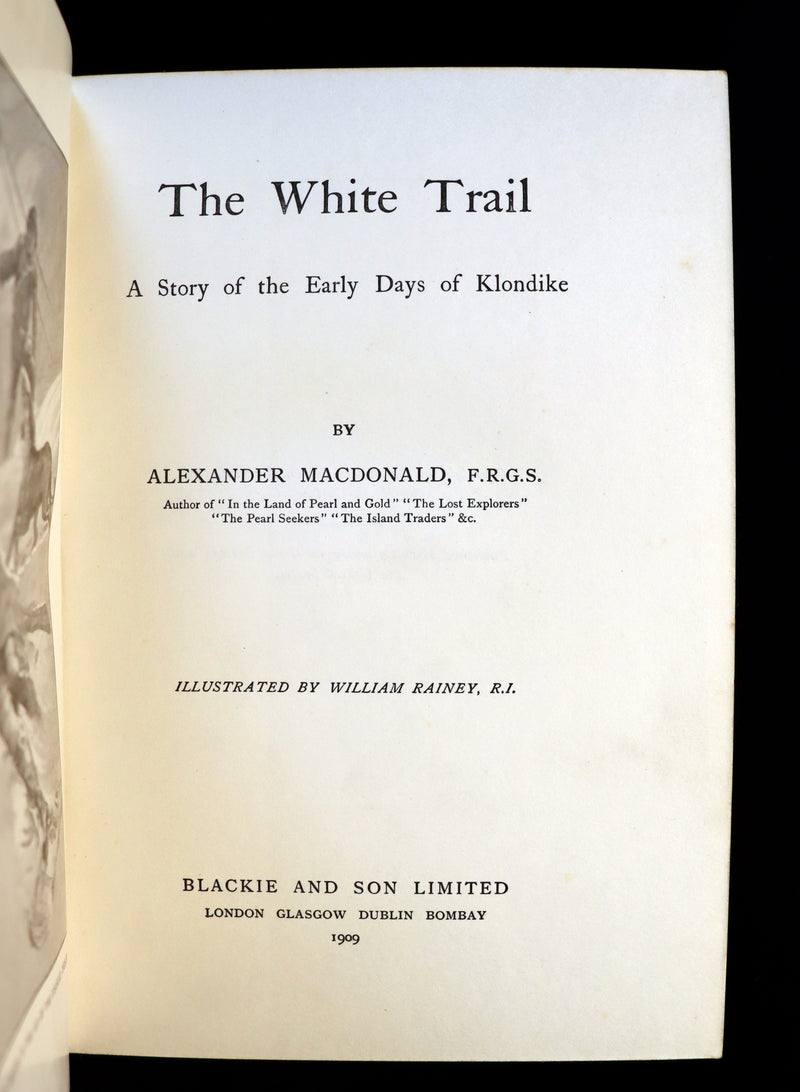 The White Trail
A Story of the Early Days of Klondike
BY
ALEXANDER MACDONALD, F.R.G.S.
Author of “In the Land of Pearl and Gold” “The Lost Explorers”
“The Pearl Seekers” “The Island Traders” &c.
ILLUSTRATED BY WILLIAM RAINEY, R.I.
BLACKIE AND SON LIMITED
LONDON GLASGOW DUBLIN BOMBAY
1909